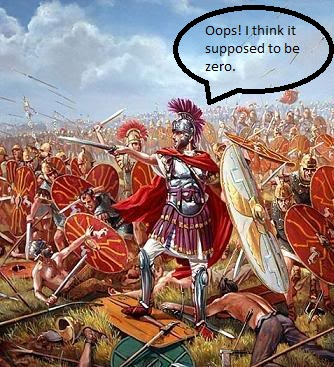 Oops! I think it
supposed to be
zero.